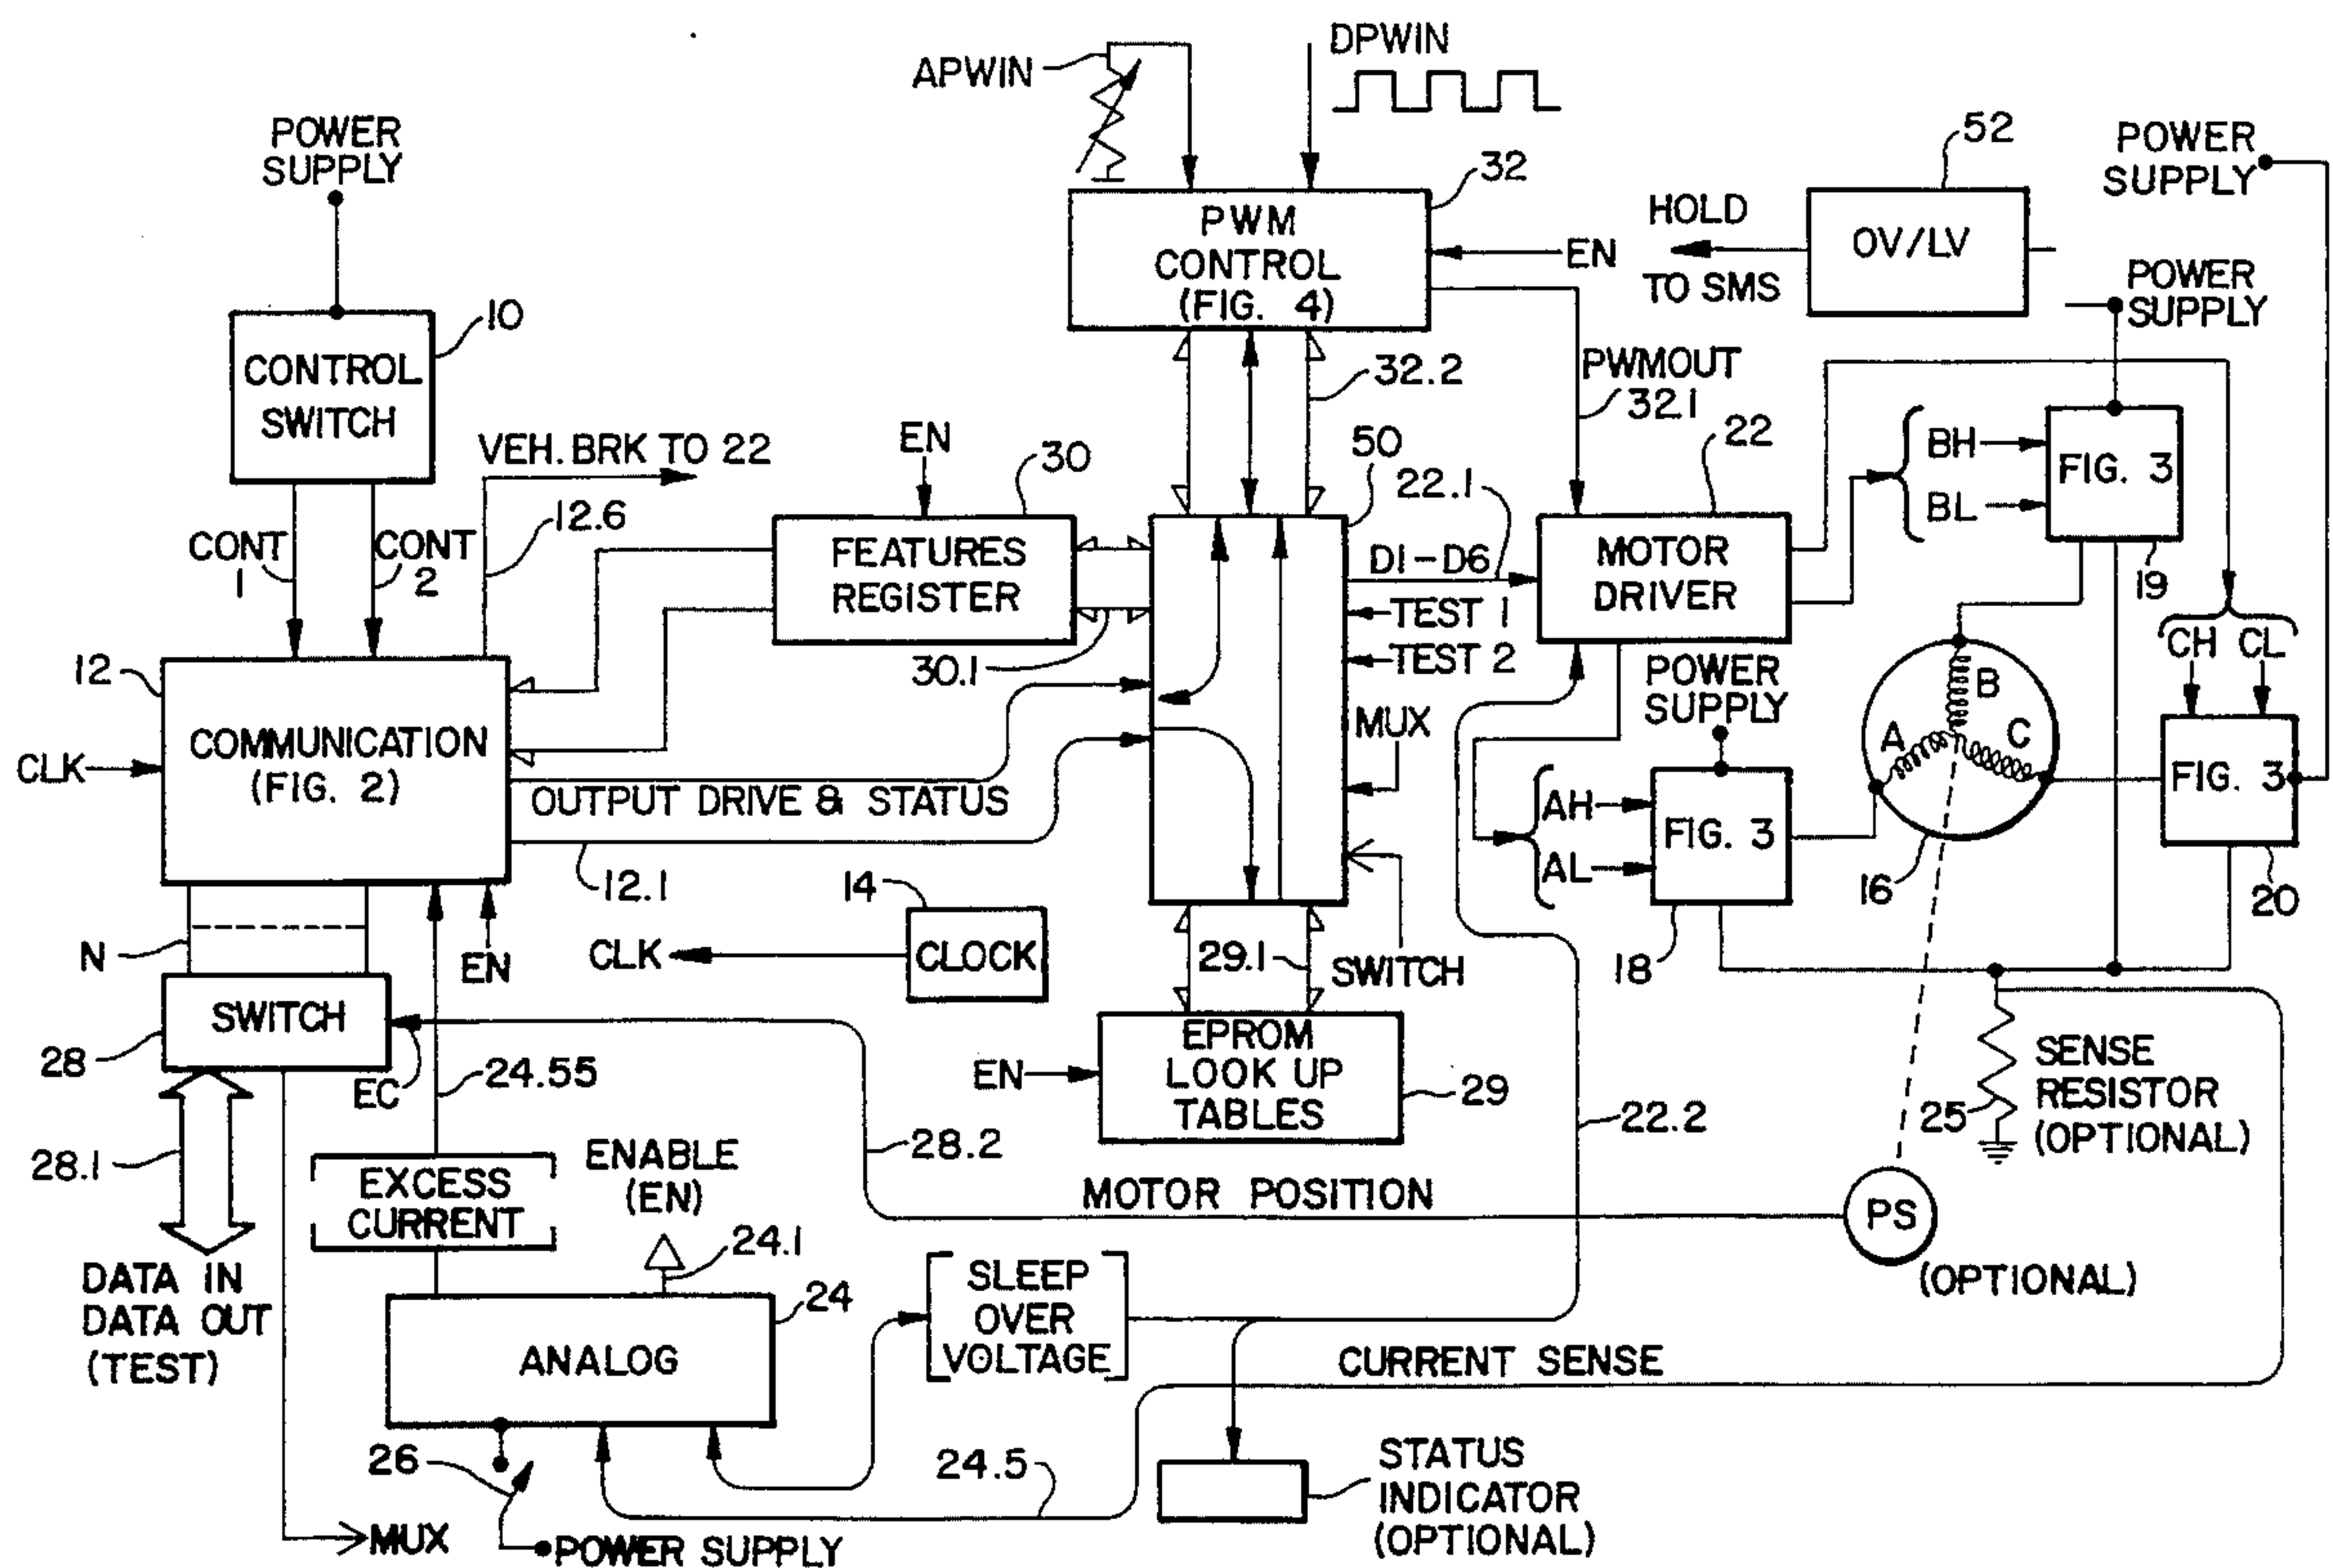 DPWIN
APWIN
POWER
SUPPLY
52
POWER
SUPPLY
32
PWM
CONTROL
(FIG. 4)
EN
HOLD
TO SMS
OV/LV
POWER
SUPPLY
10
CONTROL
SWITCH
32.2
PWMOUT
32.1
VEH. BRK TO 22
EN
30
50
22.1
22
BH
BL
FIG. 3
19
CONT
1
CONT
2
12.6
FEATURES
REGISTER
30.1
D1-D6
TEST 1
TEST 2
MOTOR
DRIVER
CH CL
12
COMMUNICATION
(FIG. 2)
CLK
OUTPUT DRIVE & STATUS
12.1
MUX
POWER
SUPPLY
AH
AL
FIG. 3
18
A
B
C
16
FIG. 3
20
14
CLOCK
CLK
N
EN
29.1
SWITCH
SWITCH
28
EC
24.55
EPROM
LOOK UP
TABLES
EN
29
22.2
SENSE
RESISTOR
(OPTIONAL)
25
28.1
28.2
EXCESS
CURRENT
ENABLE
(EN)
24.1
MOTOR POSITION
PS
(OPTIONAL)
DATA IN
DATA OUT
(TEST)
ANALOG
24
SLEEP
OVER
VOLTAGE
CURRENT SENSE
26
24.5
STATUS
INDICATOR
(OPTIONAL)
MUX
POWER SUPPLY